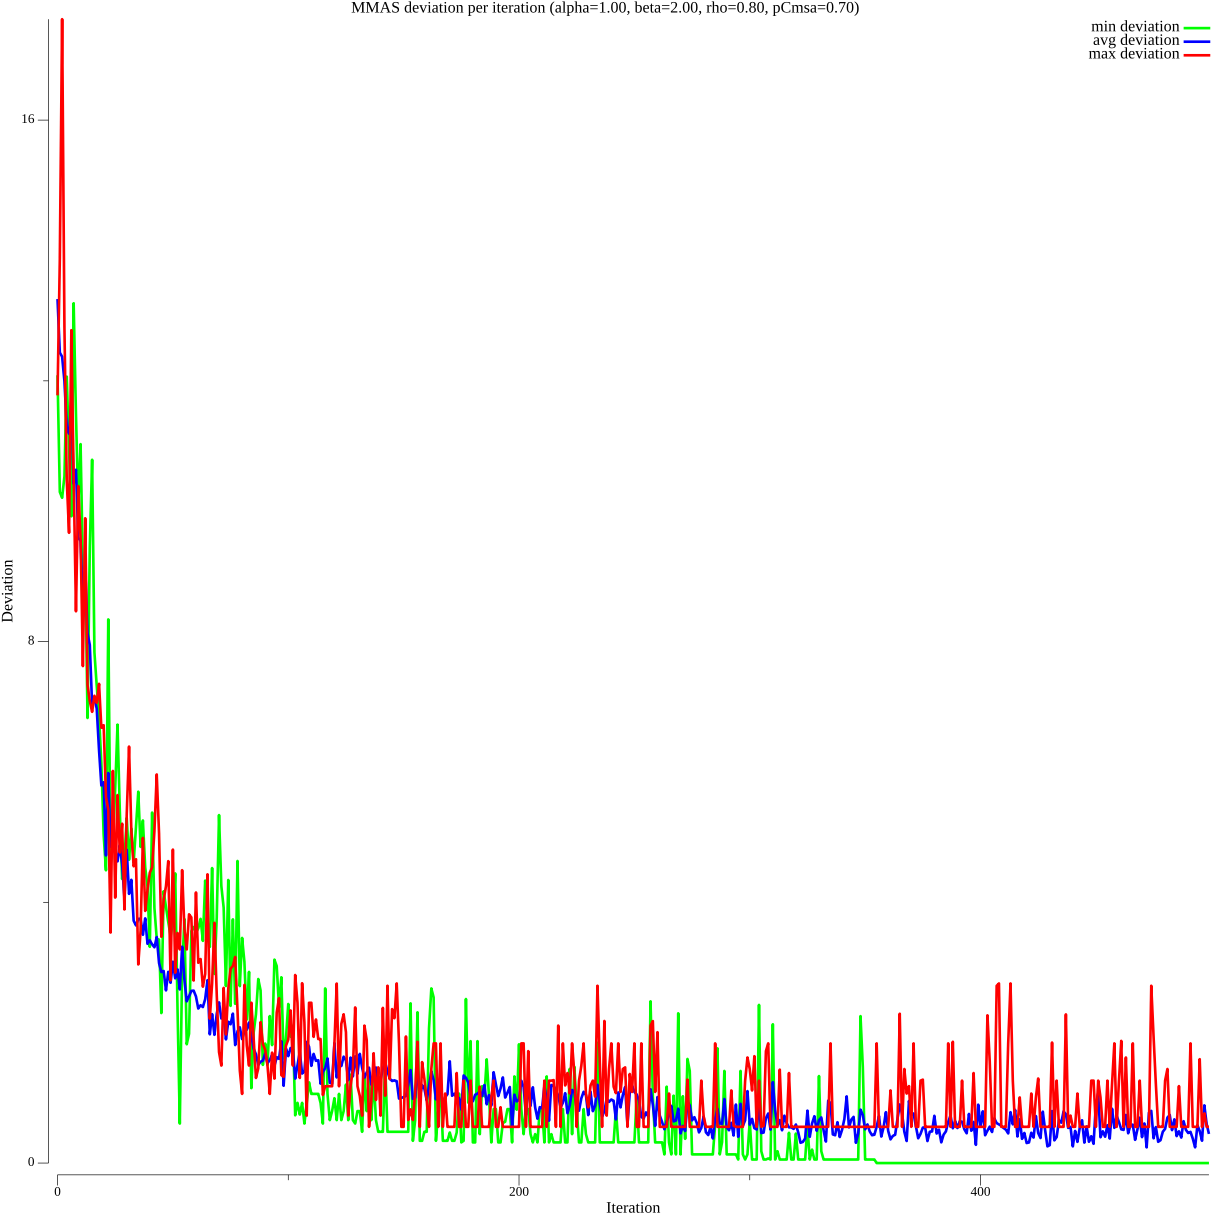 MMAS deviation per iteration (alpha=1.00, beta=2.00, rho=0.80, pCmsa=0.70)
min deviation
avg deviation
max deviation
16
8
0
Deviation
0
200
400
Iteration